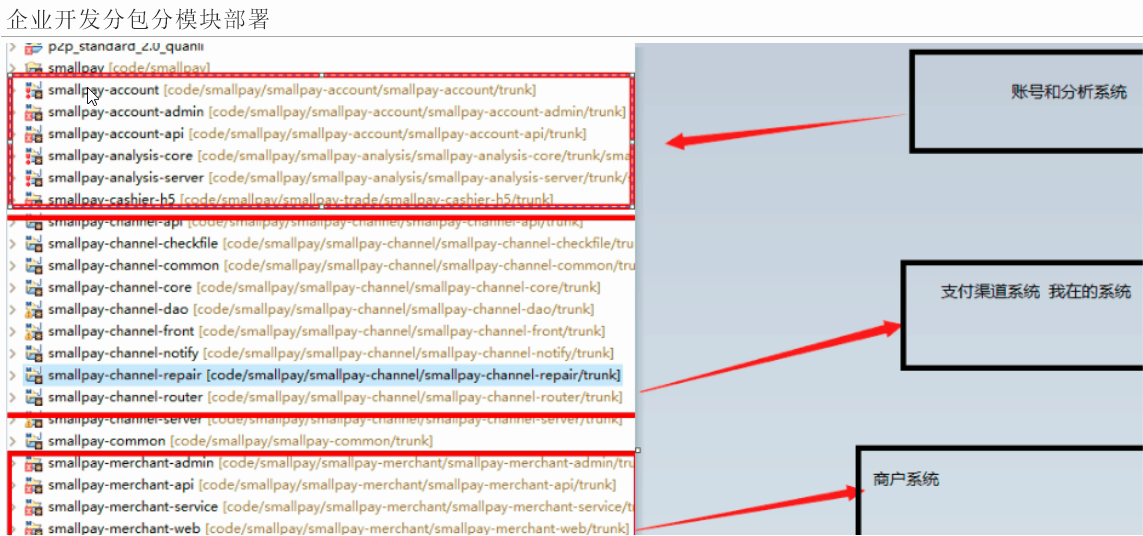 企业开发分包分模块部署
p2p_standard_2.0_quanli
smallpay [code/smallpay]
smallpay-account [code/smallpay/smallpay-account/smallpay-account/trunk]
smallpay-account-admin [code/smallpay/smallpay-account/smallpay-account-admin/trunk]
smallpay-account-api [code/smallpay/smallpay-account/smallpay-account-api/trunk]
smallpay-analysis-core [code/smallpay/smallpay-analysis/smallpay-analysis-core/trunk/sma
smallpay-analysis-server [code/smallpay/smallpay-analysis/smallpay-analysis-server/trunk/
smallpay-cashier-h5 [code/smallpay/smallpay-trade/smallpay-cashier-h5/trunk]
账号和分析系统
smallpay-channel-api [code/smallpay/smallpay-channel/smallpay-channel-api/trunk]
smallpay-channel-checkfile [code/smallpay/smallpay-channel/smallpay-channel-checkfile/tru
smallpay-channel-common [code/smallpay/smallpay-channel/smallpay-channel-common/tru
smallpay-channel-core [code/smallpay/smallpay-channel/smallpay-channel-core/trunk]
smallpay-channel-dao [code/smallpay/smallpay-channel/smallpay-channel-dao/trunk]
smallpay-channel-front [code/smallpay/smallpay-channel/smallpay-channel-front/trunk]
smallpay-channel-notify [code/smallpay/smallpay-channel/smallpay-channel-notify/trunk]
smallpay-channel-repair [code/smallpay/smallpay-channel/smallpay-channel-repair/trunk]
smallpay-channel-router [code/smallpay/smallpay-channel/smallpay-channel-router/trunk]
支付渠道系统 我在的系统
smallpay-channel-server [code/smallpay/smallpay-channel/smallpay-channel-server/trunk]
smallpay-common [code/smallpay/smallpay-common/trunk]
smallpay-merchant-admin [code/smallpay/smallpay-merchant/smallpay-merchant-admin/tru
smallpay-merchant-api [code/smallpay/smallpay-merchant/smallpay-merchant-api/trunk]
smallpay-merchant-service [code/smallpay/smallpay-merchant/smallpay-merchant-service/t
smallpay-merchant-web [code/smallpay/smallpay-merchant/smallpay-merchant-web/trunk]
商户系统